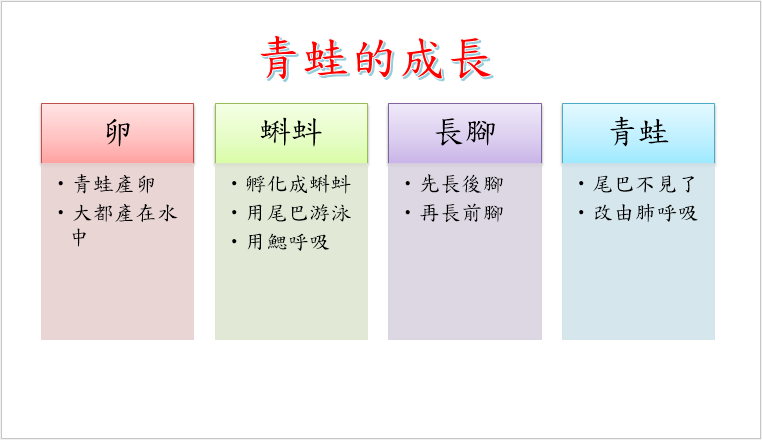 青蛙的成長
卵
• 青蛙產卵
• 大都產在水
中
蝌蚪
• 孵化成蝌蚪
• 用尾巴游泳
• 用鰓呼吸
長腳
• 先長後腳
• 再長前腳
青蛙
• 尾巴不見了
• 改由肺呼吸